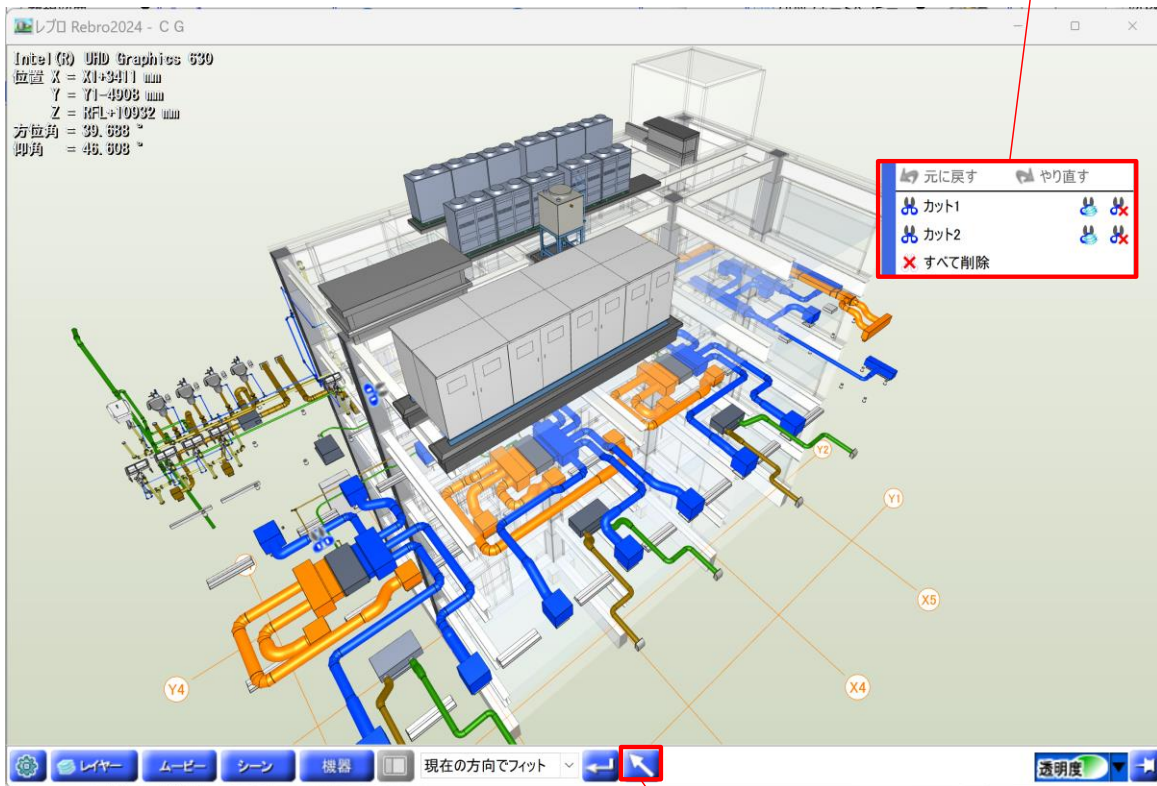 レブロ Rebro2024 - ＣＧ
Intel(R) UHD Graphics 630
位置 X = X1+3411 mm
Y = Y1-4908 mm
Z = RFL+10932 mm
方位角 = 39.688 °
仰角 = 46.608 °
元に戻す やり直す
カット1
カット2
すべて削除
Y2
Y1
X5
X4
Y4
レイヤー ムービー シーン 機器 現在の方向でフィット 透明度